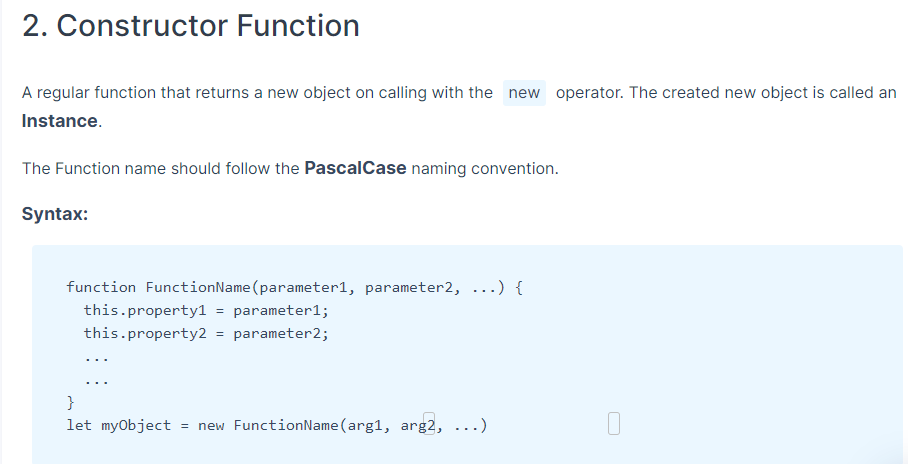 2. Constructor Function
A regular function that returns a new object on calling with the new operator. The created new object is called an
Instance.
The Function name should follow the PascalCase naming convention.
Syntax:
function FunctionName(parameter1, parameter2, ...) {
  this.property1 = parameter1;
  this.property2 = parameter2;
  ...
  ...
}
let myObject = new FunctionName(arg1, arg2, ...)